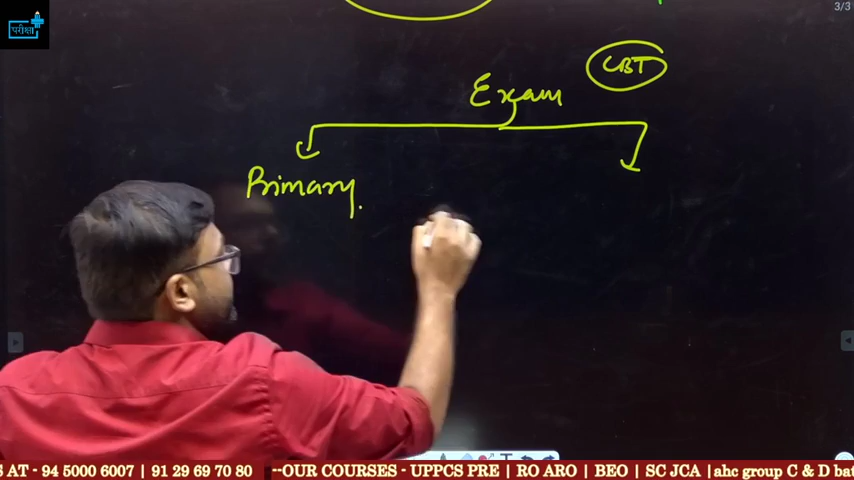 3/3
परीक्षा
CBT
Exam
Primary.
S AT - 94 5000 6007 | 91 29 69 70 80 --OUR COURSES - UPPCS PRE | RO ARO | BEO | SC JCA |ahc group C & D bat